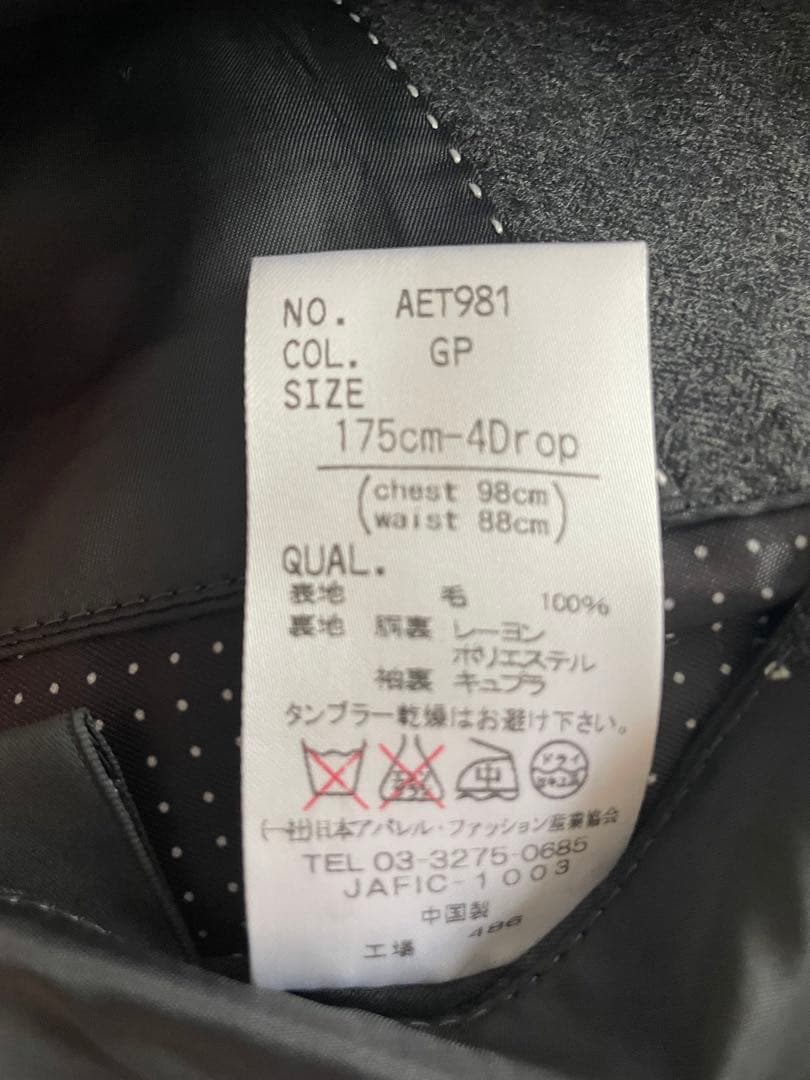 NO. AET981
COL. GP
SIZE
175cm-4Drop
(chest 98cm
waist 88cm)
QUAL.
表地 毛 100%
裏地 胴裏 レーヨン
ポリエステル
袖裏 キュプラ
タンブラー乾燥はお避け下さい。
中 ドライ
(一社)日本アパレル・ファッション産業協会
TEL 03-3275-0685
JAFIC-1003
中国製
工場 486